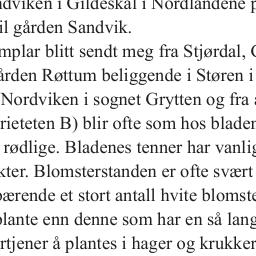 ndviken i Gildeskål i Nordlandene p
il gården Sandvik.
mplar blitt sendt meg fra Stjørdal, G
ården Røttum beliggende i Støren i
Nordviken i sognet Grytten og fra a
rieteten B) blir ofte som hos bladen
rødlige. Bladenes tenner har vanlig
kter. Blomsterstanden er ofte svært
bærende et stort antall hvite blomste
plante enn denne som har en så lang
rtjener å plantes i hager og krukker